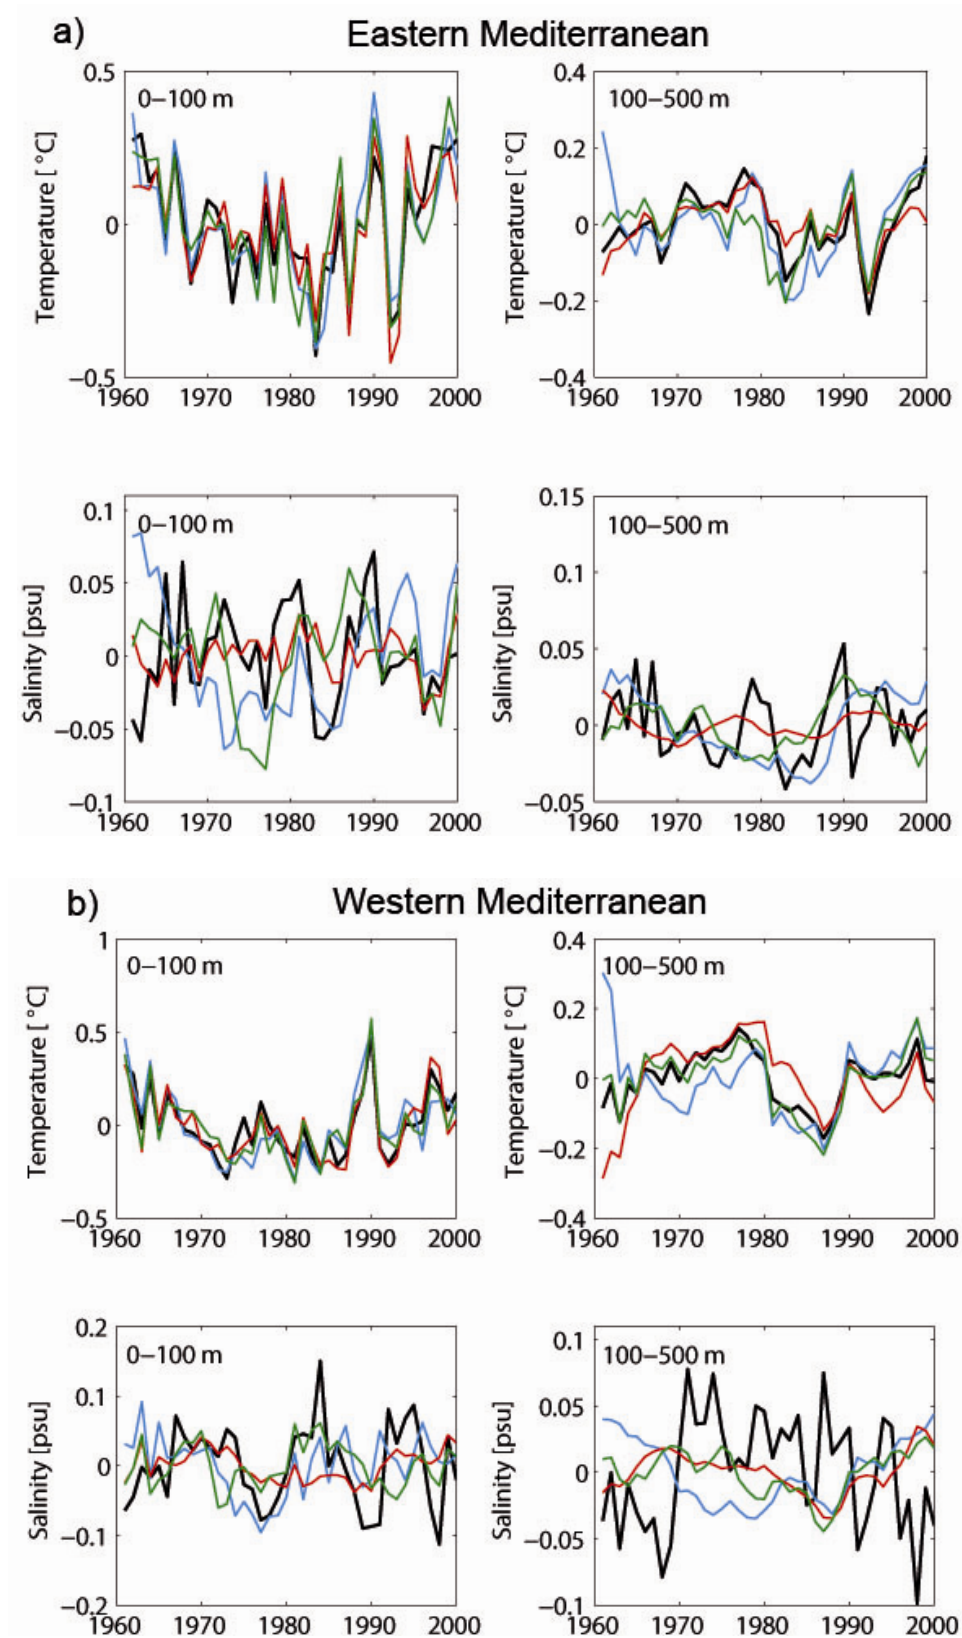 a) Eastern Mediterranean
0.5
0–100 m
Temperature [ °C]
0
−0.5
1960 1970 1980 1990 2000
0.4
100–500 m
0.2
Temperature [ °C]
0
−0.2
−0.4
1960 1970 1980 1990 2000
0.1
0–100 m
0.05
Salinity [psu]
0
−0.05
−0.1
1960 1970 1980 1990 2000
0.15
100–500 m
0.1
Salinity [psu]
0.05
0
−0.05
1960 1970 1980 1990 2000
b) Western Mediterranean
1
0–100 m
0.5
Temperature [ °C]
0
−0.5
1960 1970 1980 1990 2000
0.4
100–500 m
0.2
Temperature [ °C]
0
−0.2
−0.4
1960 1970 1980 1990 2000
0.2
0–100 m
0.1
Salinity [psu]
0
−0.1
−0.2
1960 1970 1980 1990 2000
0.1
100–500 m
0.05
Salinity [psu]
0
−0.05
−0.1
1960 1970 1980 1990 2000